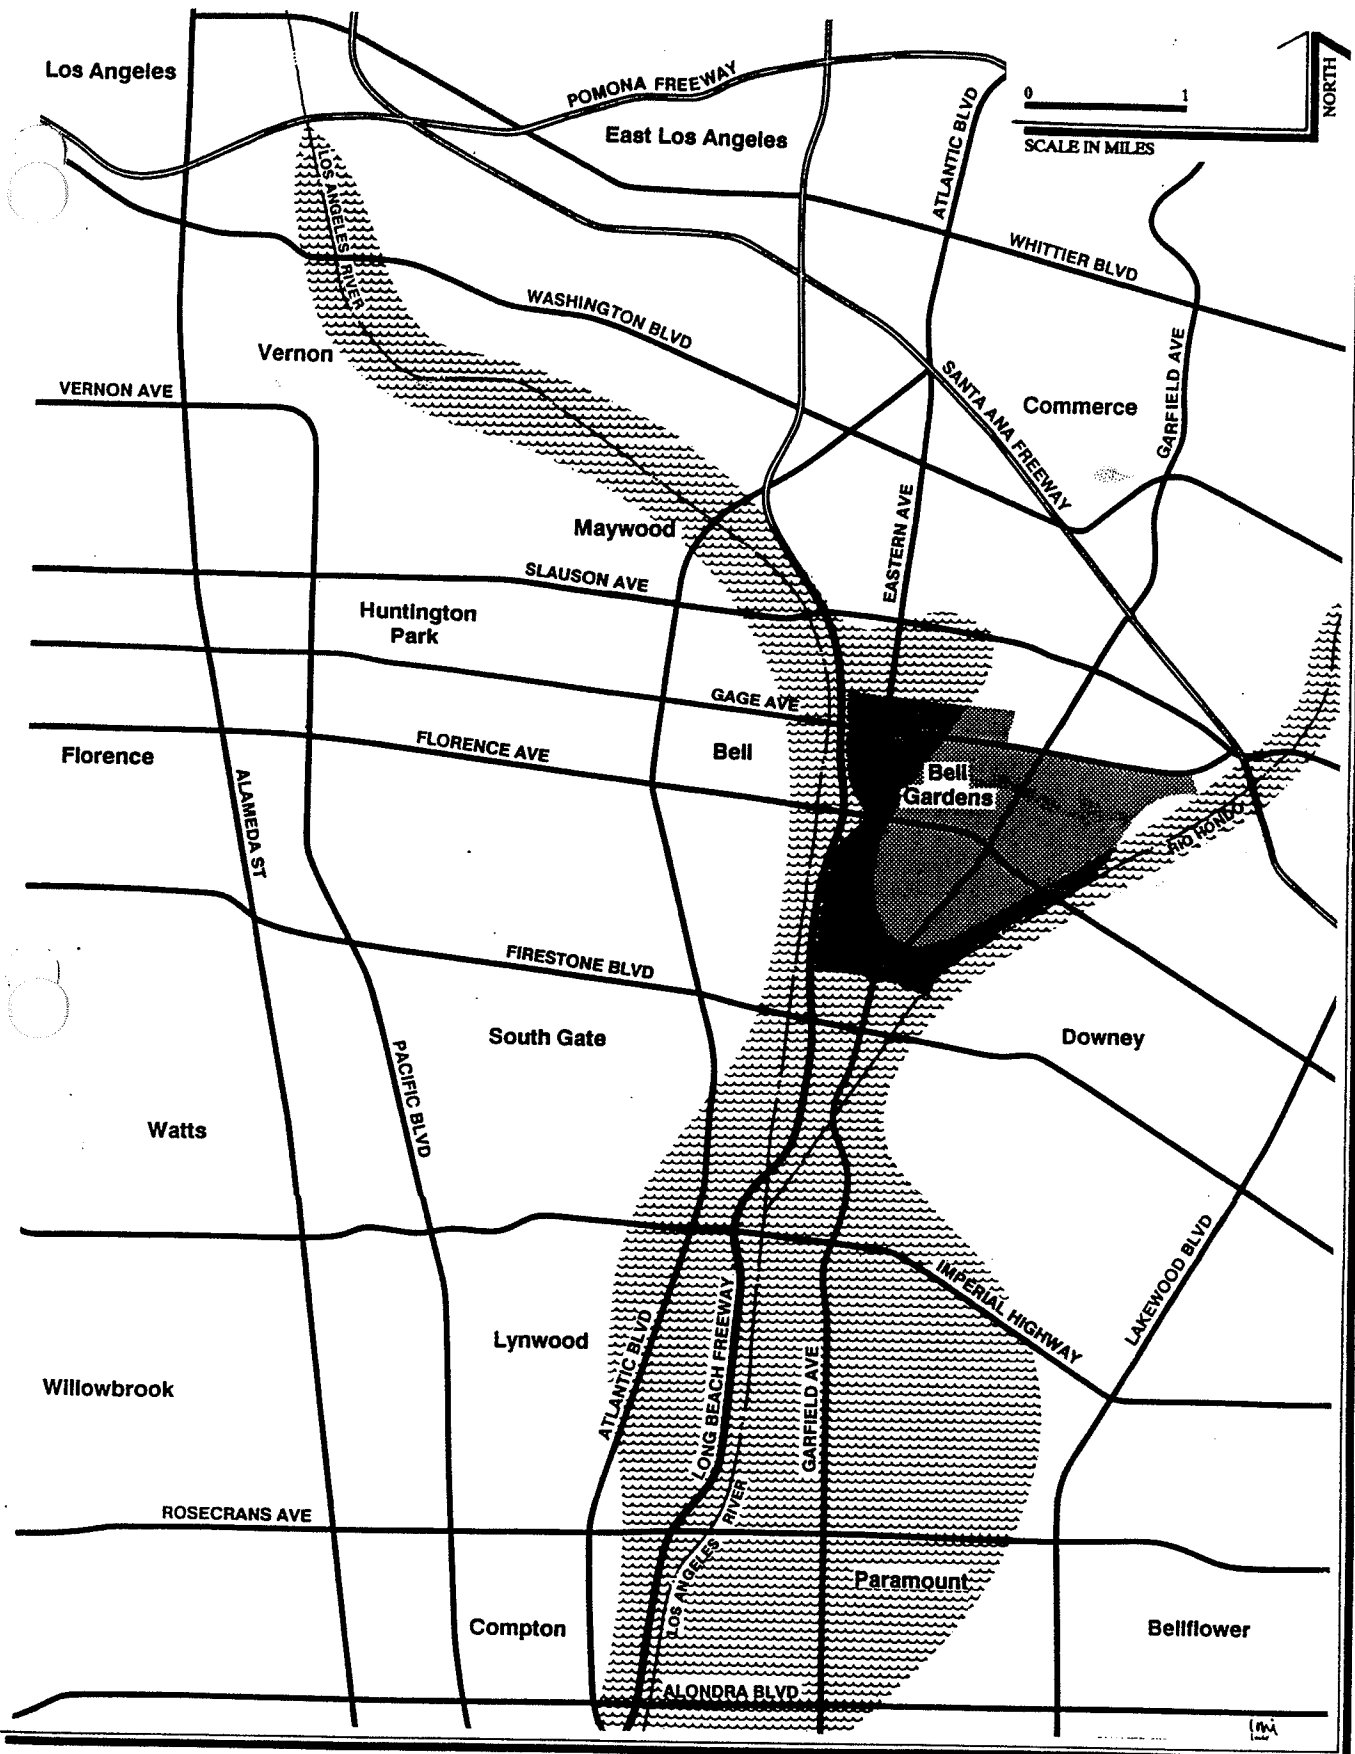 Los Angeles
POMONA FREEWAY
East Los Angeles
ATLANTIC BLVD
0 1
SCALE IN MILES
NORTH
LOS ANGELES RIVER
WHITTIER BLVD
WASHINGTON BLVD
Vernon
VERNON AVE
SANTA ANA FREEWAY
Commerce
GARFIELD AVE
EASTERN AVE
Maywood
SLAUSON AVE
Huntington
Park
GAGE AVE
FLORENCE AVE
Bell
Florence
ALAMEDA ST
Bell
Gardens
RIO HONDO
FIRESTONE BLVD
South Gate
Downey
PACIFIC BLVD
Watts
IMPERIAL HIGHWAY
LAKEWOOD BLVD
Lynwood
ATLANTIC BLVD
LONG BEACH FREEWAY
GARFIELD AVE
Willowbrook
ROSECRANS AVE
LOS ANGELES RIVER
Paramount
Compton
Bellflower
ALONDRA BLVD
1 mi